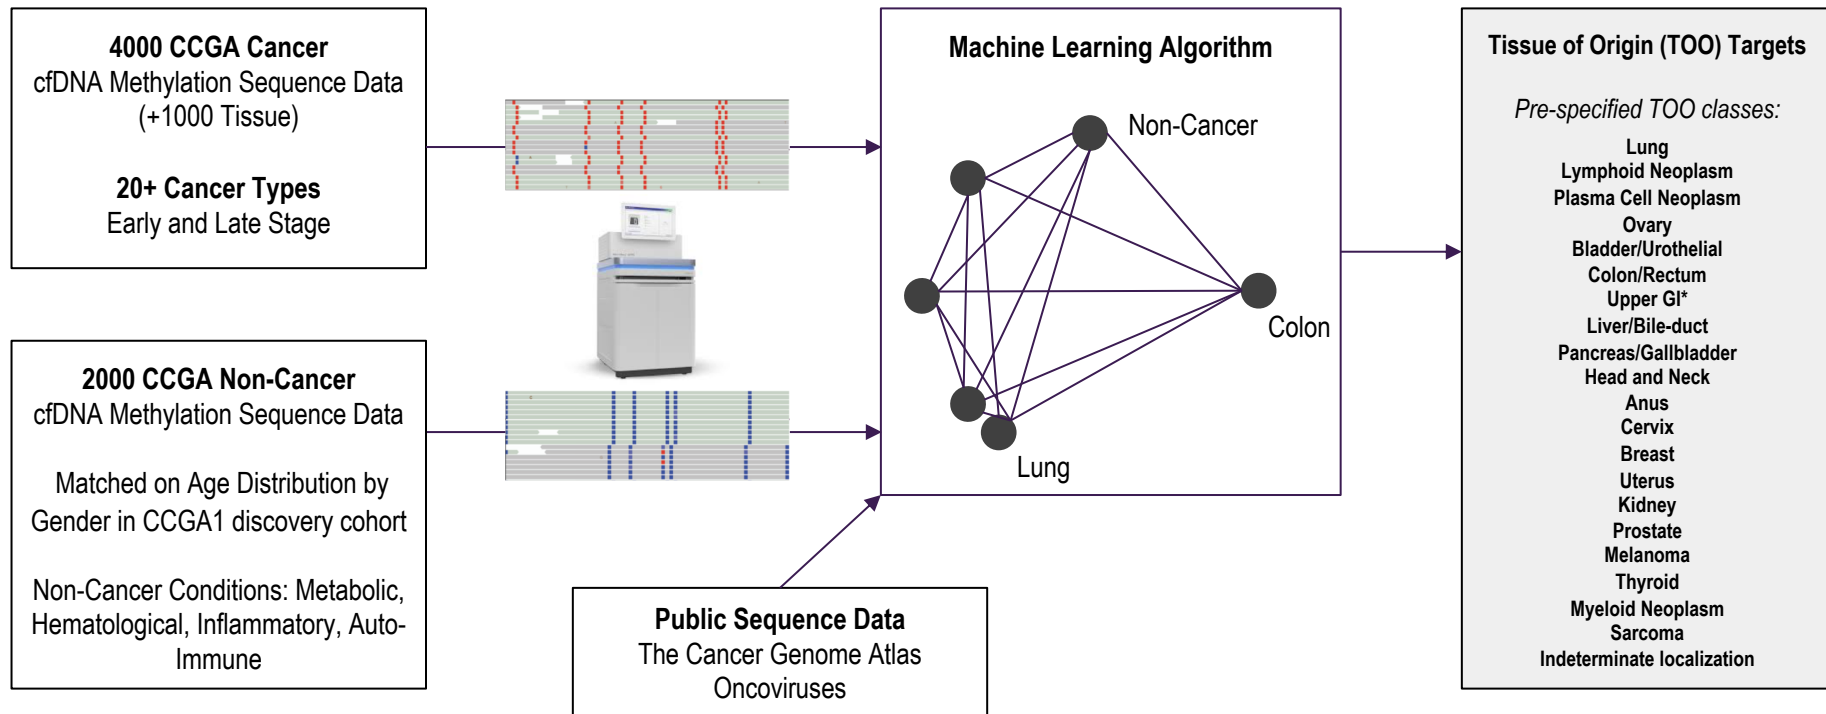 4000 CCGA Cancer
cfDNA Methylation Sequence Data
(+1000 Tissue)
20+ Cancer Types
Early and Late Stage
2000 CCGA Non-Cancer
cfDNA Methylation Sequence Data
Matched on Age Distribution by
Gender in CCGA1 discovery cohort
Non-Cancer Conditions: Metabolic,
Hematological, Inflammatory, Auto-
Immune
Public Sequence Data
The Cancer Genome Atlas
Oncoviruses
Machine Learning Algorithm
Non-Cancer
Colon
Lung
Tissue of Origin (TOO) Targets
Pre-specified TOO classes:
Lung
Lymphoid Neoplasm
Plasma Cell Neoplasm
Ovary
Bladder/Urothelial
Colon/Rectum
Upper GI*
Liver/Bile-duct
Pancreas/Gallbladder
Head and Neck
Anus
Cervix
Breast
Uterus
Kidney
Prostate
Melanoma
Thyroid
Myeloid Neoplasm
Sarcoma
Indeterminate localization